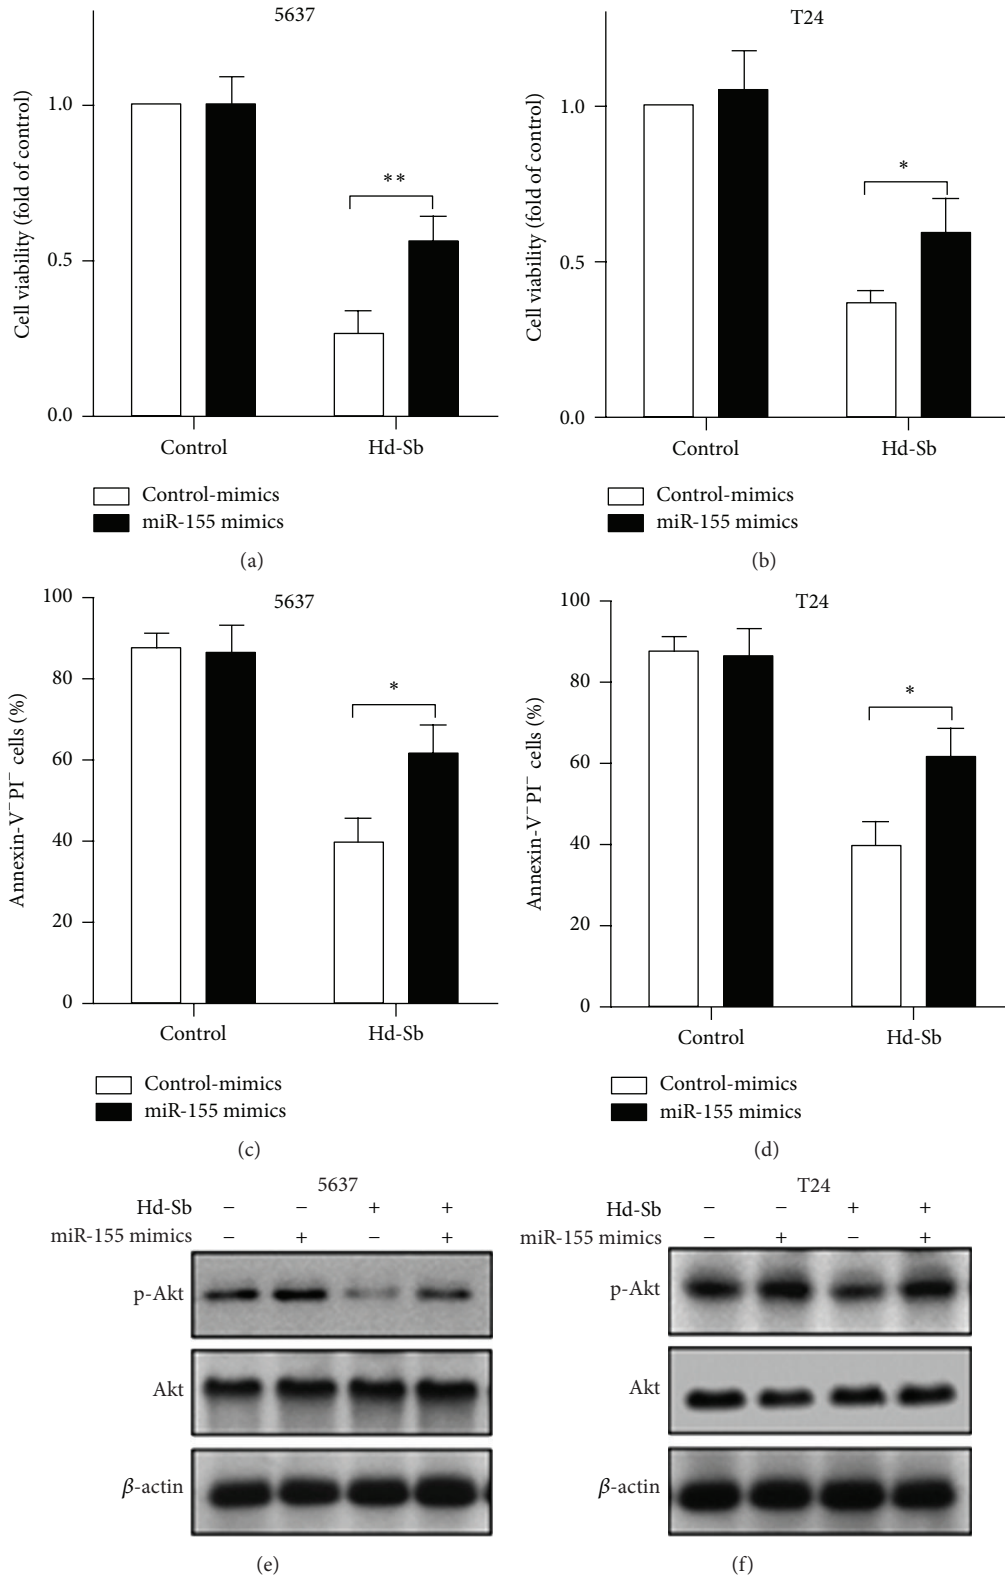 5637
Cell viability (fold of control)
1.0
0.5
0.0
**
Control
Hd-Sb
Control-mimics
miR-155 mimics
(a)
T24
Cell viability (fold of control)
1.0
0.5
0.0
*
Control
Hd-Sb
Control-mimics
miR-155 mimics
(b)
5637
Annexin-V⁻PI⁻ cells (%)
100
80
60
40
20
0
*
Control
Hd-Sb
Control-mimics
miR-155 mimics
(c)
T24
Annexin-V⁻PI⁻ cells (%)
100
80
60
40
20
0
*
Control
Hd-Sb
Control-mimics
miR-155 mimics
(d)
5637
Hd-Sb − − + +
miR-155 mimics − + − +
p-Akt
Akt
β-actin
(e)
T24
Hd-Sb − − + +
miR-155 mimics − + − +
p-Akt
Akt
β-actin
(f)